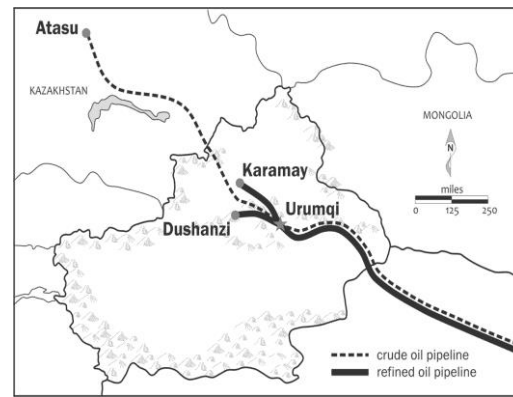 Atasu
KAZAKHSTAN
MONGOLIA
N
miles
0 125 250
Karamay
Urumqi
Dushanzi
crude oil pipeline
refined oil pipeline